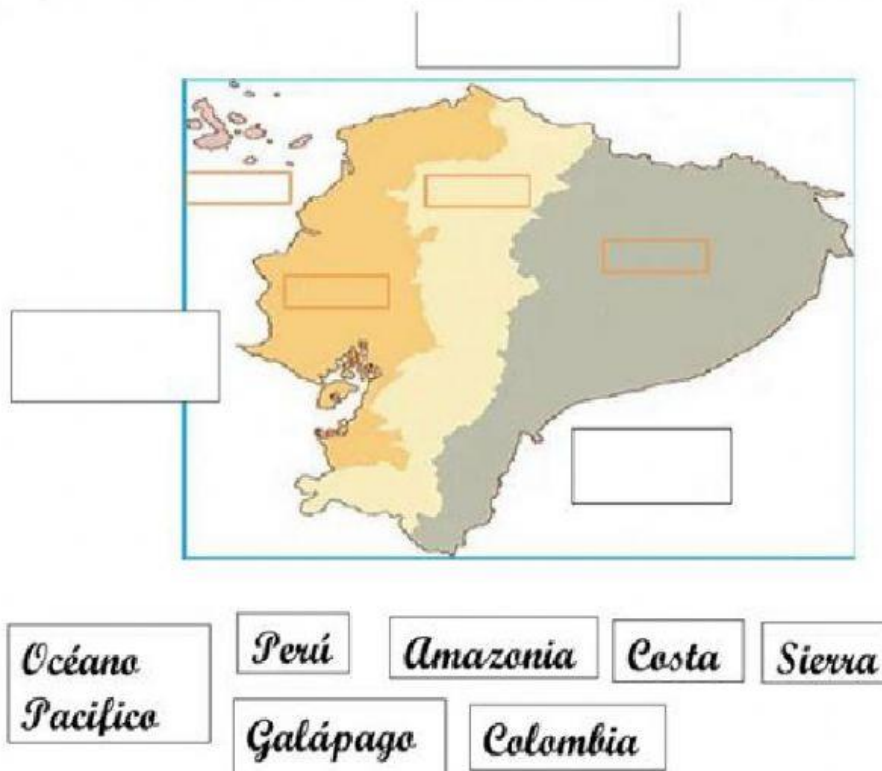 Océano
Pacifico
Perú
Amazonia
Costa
Sierra
Galápago
Colombia